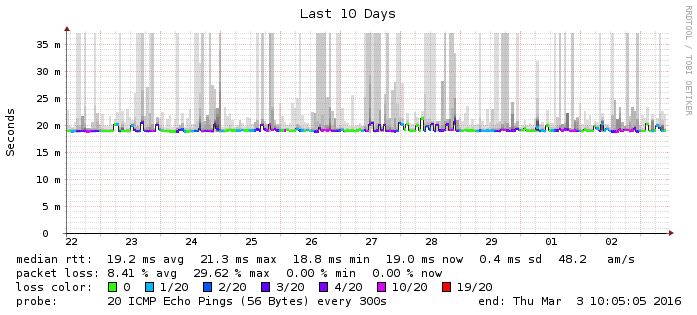 Last 10 Days
RRDTOOL / TOBI OETIKER
Seconds
35 m
30 m
25 m
20 m
15 m
10 m
5 m
0
22 23 24 25 26 27 28 29 01 02
median rtt: 19.2 ms avg 21.3 ms max 18.8 ms min 19.0 ms now 0.4 ms sd 48.2 am/s
packet loss: 8.41 % avg 29.62 % max 0.00 % min 0.00 % now
loss color: 0 1/20 2/20 3/20 4/20 10/20 19/20
probe: 20 ICMP Echo Pings (56 Bytes) every 300s end: Thu Mar 3 10:05:05 2016